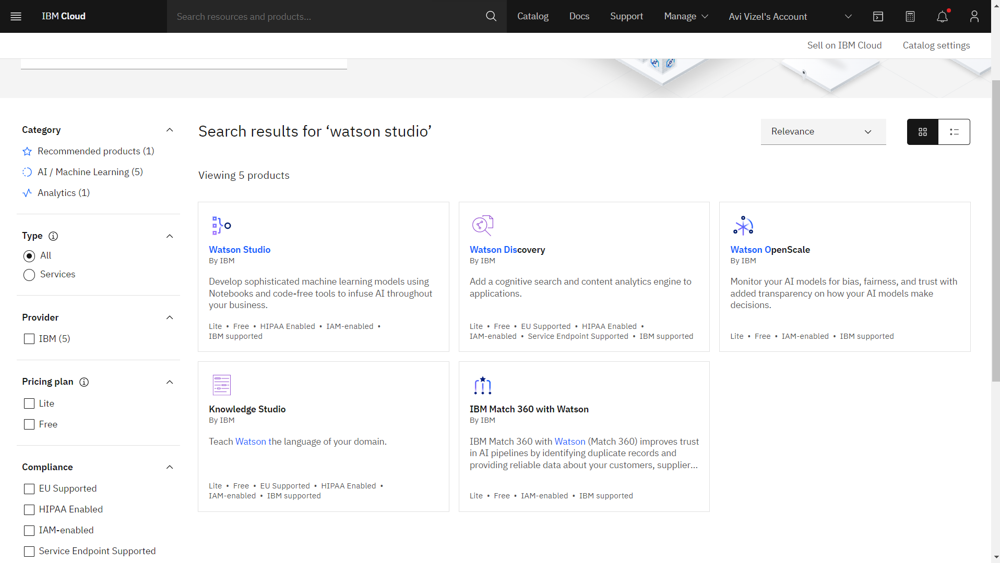 IBM Cloud
Search resources and products...
Catalog
Docs
Support
Manage
Avi Vizel's Account
Sell on IBM Cloud
Catalog settings
Category
Recommended products (1)
AI / Machine Learning (5)
Analytics (1)
Type
All
Services
Provider
IBM (5)
Pricing plan
Lite
Free
Compliance
EU Supported
HIPAA Enabled
IAM-enabled
Service Endpoint Supported
Search results for ‘watson studio’
Relevance
Viewing 5 products
Watson Studio
By IBM
Develop sophisticated machine learning models using
Notebooks and code-free tools to infuse AI throughout
your business.
Lite • Free • HIPAA Enabled • IAM-enabled •
IBM supported
Watson Discovery
By IBM
Add a cognitive search and content analytics engine to
applications.
Lite • Free • EU Supported • HIPAA Enabled •
IAM-enabled • Service Endpoint Supported • IBM supported
Watson OpenScale
By IBM
Monitor your AI models for bias, fairness, and trust with
added transparency on how your AI models make
decisions.
Lite • Free • IAM-enabled • IBM supported
Knowledge Studio
By IBM
Teach Watson the language of your domain.
Lite • Free • EU Supported • HIPAA Enabled •
IAM-enabled • IBM supported
IBM Match 360 with Watson
By IBM
IBM Match 360 with Watson (Match 360) improves trust
in AI pipelines by identifying duplicate records and
providing reliable data about your customers, supplier...
Lite • Free • IAM-enabled • IBM supported